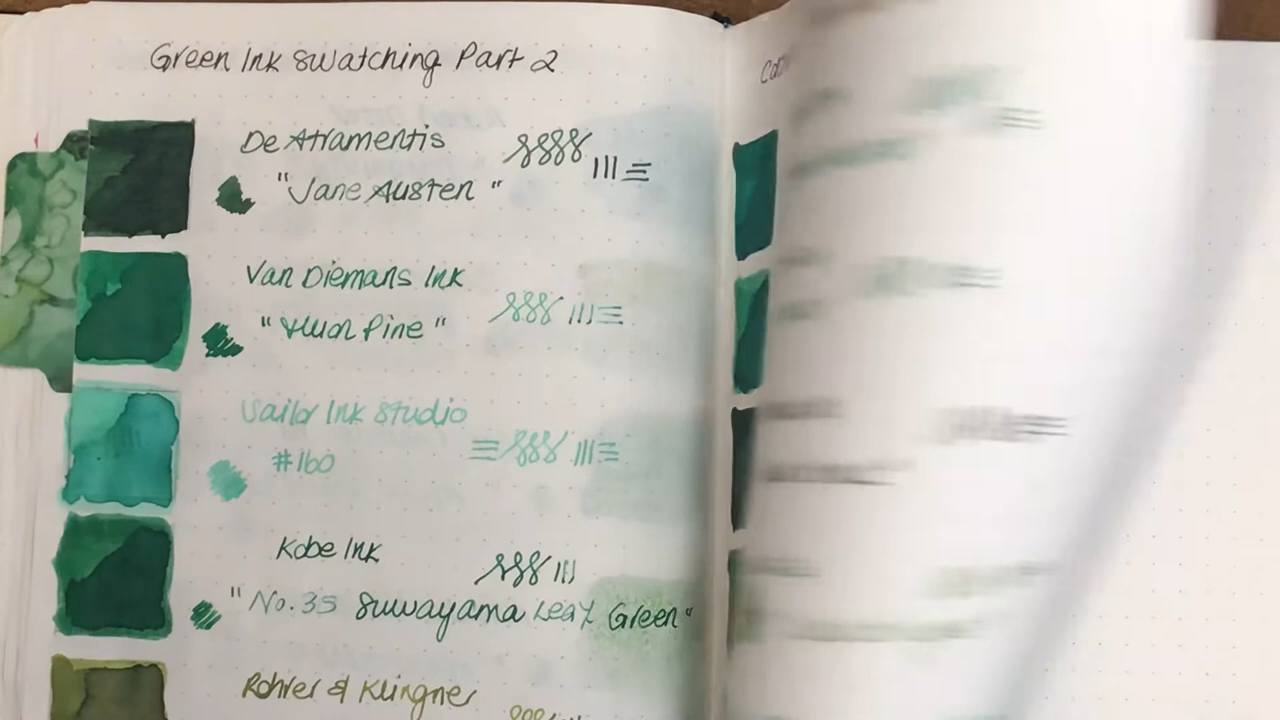 Green Ink Swatching Part 2
De Atramentis
"Jane Austen"
Van Diemans Ink
"Huon Pine"
Sailor Ink Studio
#160
Kobe Ink
"No. 35 Suwayama Leaf Green"
Rohrer & Klingner